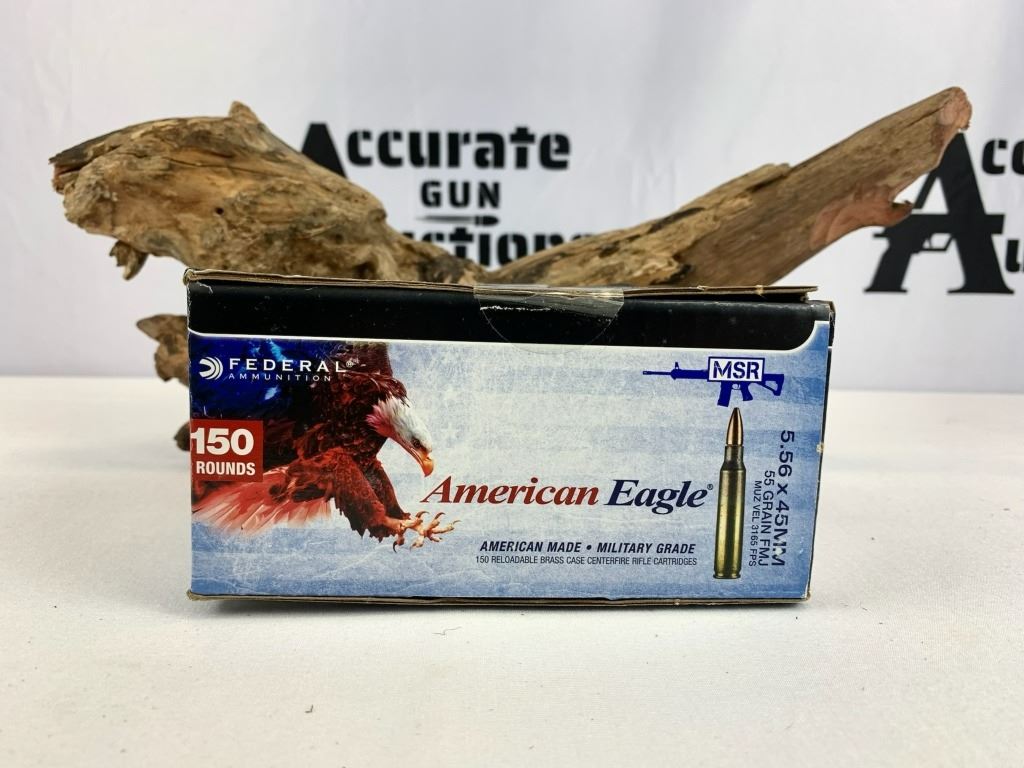 Accurate
GUN
Acc
FEDERAL®
AMMUNITION
150
ROUNDS
MSR
American Eagle®
5.56 x 45MM
55 GRAIN FMJ
MUZ VEL 3165 FPS
AMERICAN MADE • MILITARY GRADE
150 RELOADABLE BRASS CASE CENTERFIRE RIFLE CARTRIDGES